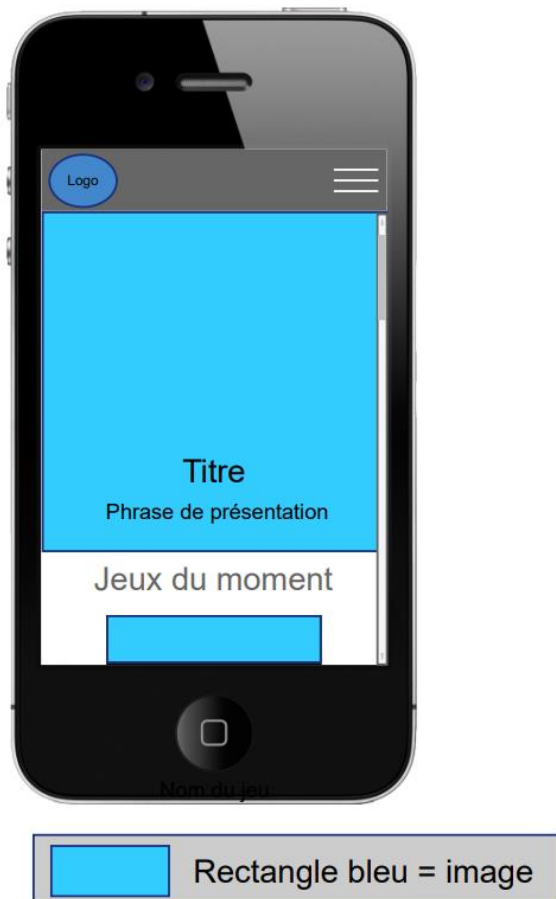 Logo
Titre
Phrase de présentation
Jeux du moment
Nom du jeu
Rectangle bleu = image